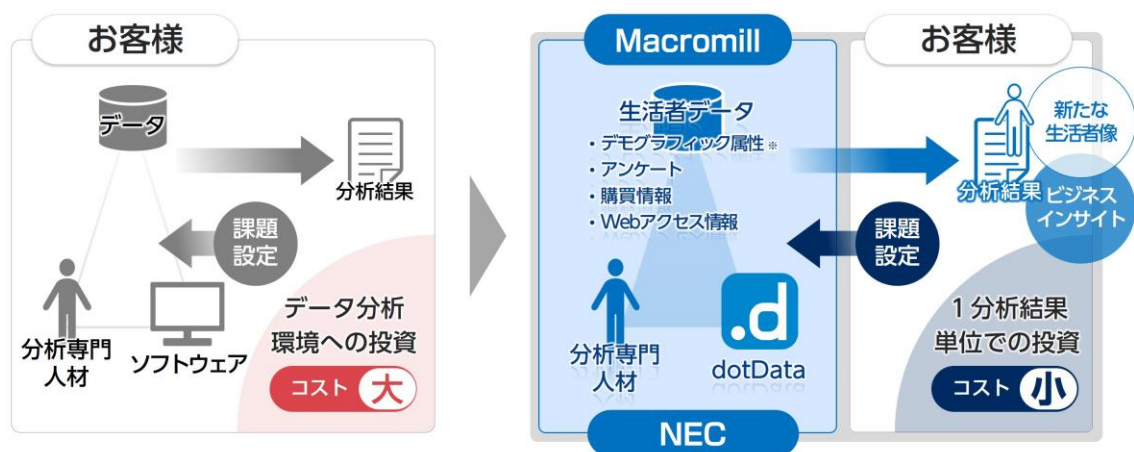 お客様
データ
分析結果
課題
設定
分析専門
人材
ソフトウェア
データ分析
環境への投資
コスト 大
Macromill
生活者データ
・デモグラフィック属性※
・アンケート
・購買情報
・Webアクセス情報
分析専門
人材
.d
dotData
NEC
お客様
新たな
生活者像
分析結果
ビジネス
インサイト
課題
設定
1分析結果
単位での投資
コスト 小